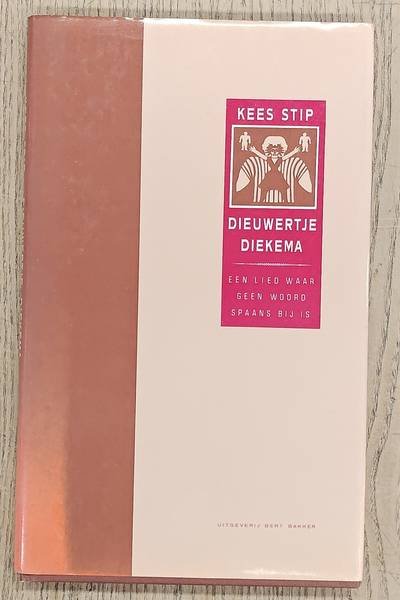 KEES STIP
DIEUWERTJE
DIEKEMA
EEN LIED WAAR
GEEN WOORD
SPAANS BIJ IS
UITGEVERIJ BERT BAKKER